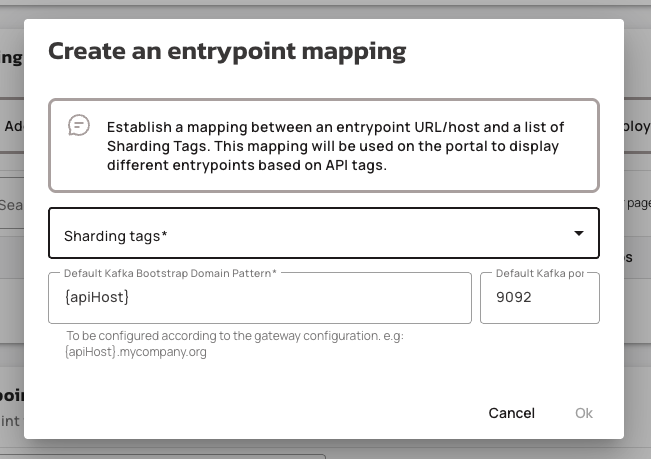 Create an entrypoint mapping
Establish a mapping between an entrypoint URL/host and a list of
Sharding Tags. This mapping will be used on the portal to display
different entrypoints based on API tags.
Sharding tags*
Default Kafka Bootstrap Domain Pattern*
{apiHost}
Default Kafka por
9092
To be configured according to the gateway configuration. e.g:
{apiHost}.mycompany.org
Cancel
Ok